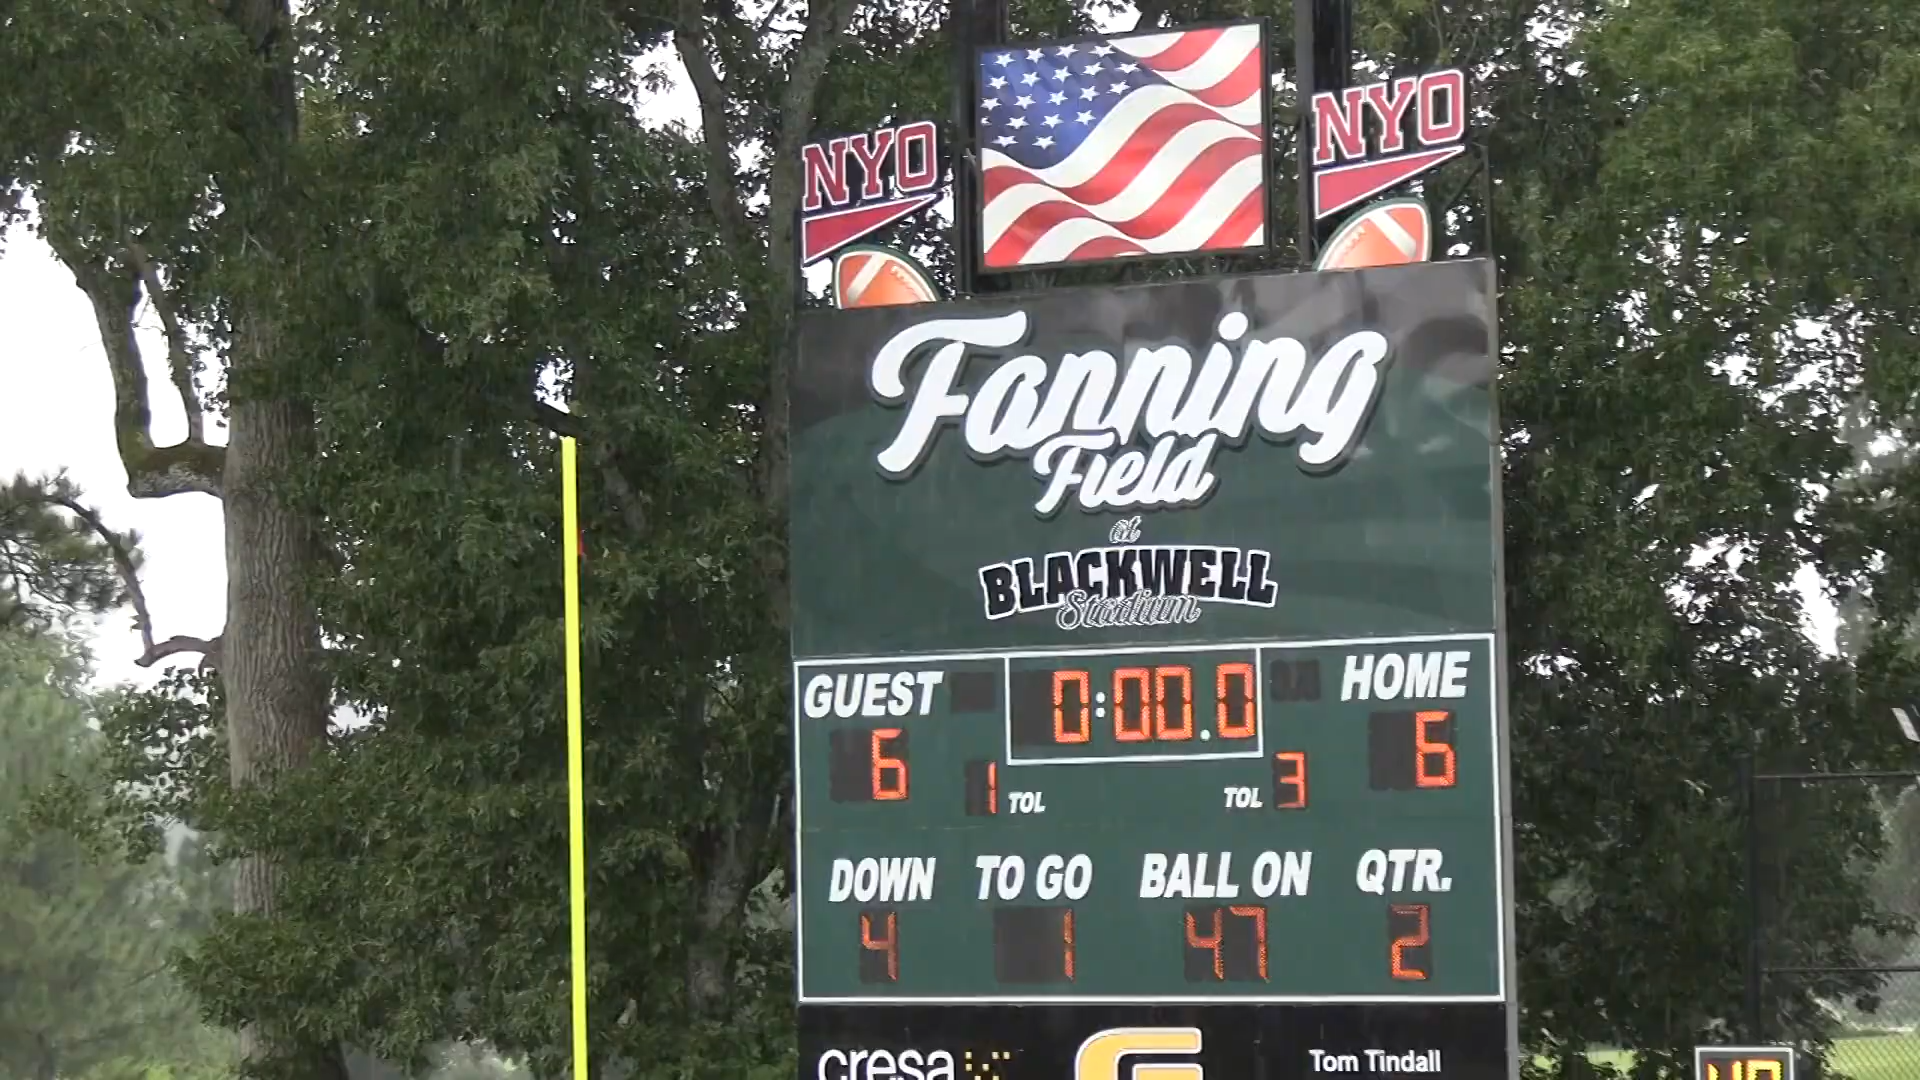 NYO
NYO
Fanning
Field
at
BLACKWELL
Stadium
GUEST 0:00.0 HOME
6 1 TOL TOL 3 6
DOWN TO GO BALL ON QTR.
4 1 47 2
cresa G Tom Tindall